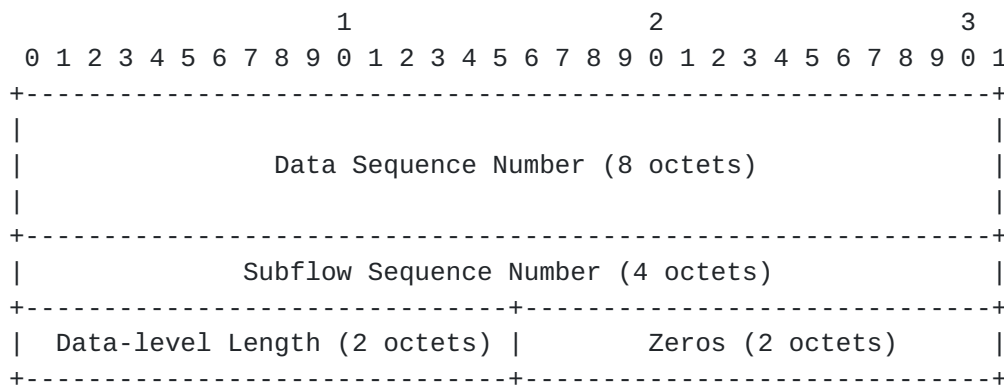 1                   2                   3
 0 1 2 3 4 5 6 7 8 9 0 1 2 3 4 5 6 7 8 9 0 1 2 3 4 5 6 7 8 9 0 1
+--------------------------------------------------------------+
|                                                              |
|                Data Sequence Number (8 octets)               |
|                                                              |
+--------------------------------------------------------------+
|              Subflow Sequence Number (4 octets)              |
+-------------------------------+------------------------------+
|  Data-level Length (2 octets) |        Zeros (2 octets)      |
+-------------------------------+------------------------------+